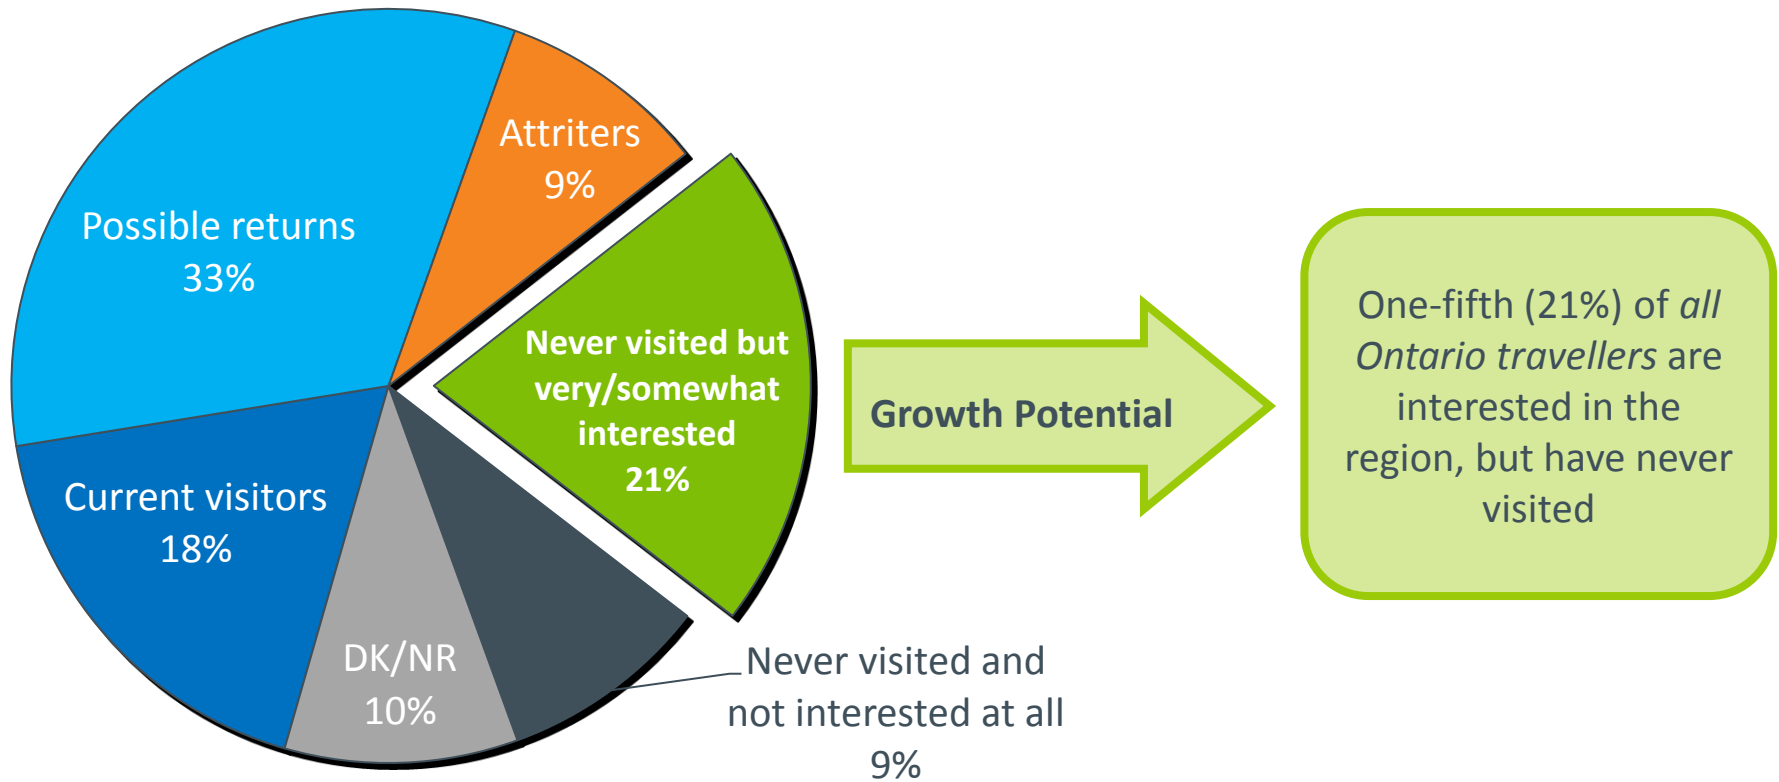 Attriters
9%
Possible returns
33%
Never visited but
very/somewhat
interested
21%
Current visitors
18%
DK/NR
10%
Never visited and
not interested at all
9%
Growth Potential
One-fifth (21%) of all
Ontario travellers are
interested in the
region, but have never
visited